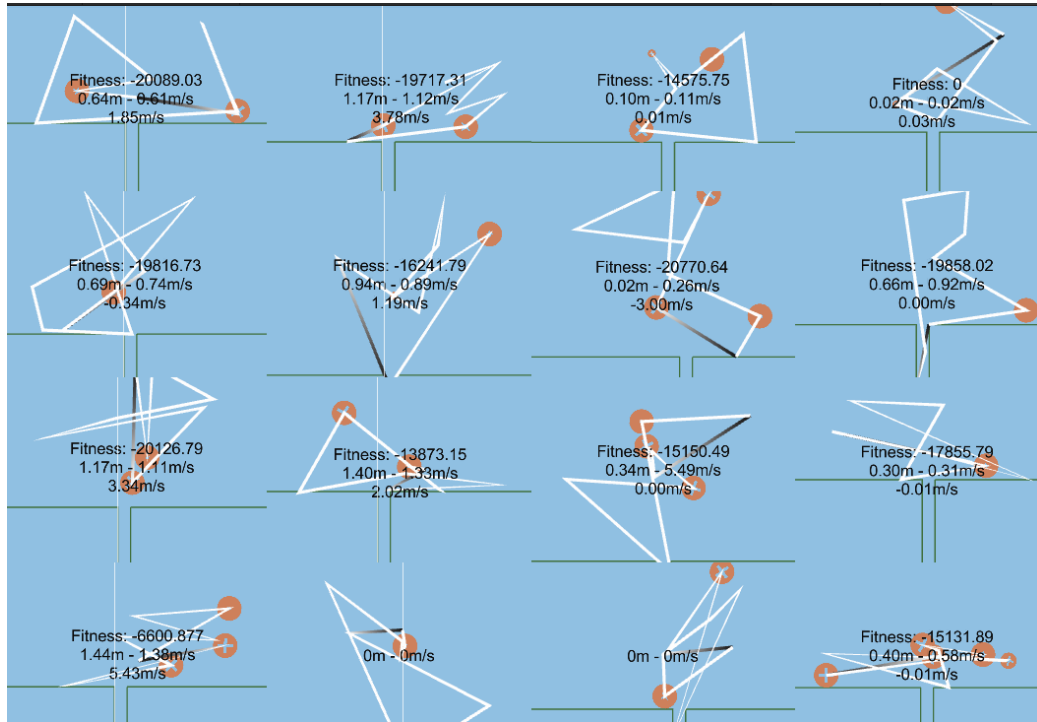 Fitness: -20089.03
0.64m - 0.61m/s
1.85m/s
Fitness: -19717.31
1.17m - 1.12m/s
3.78m/s
Fitness: -14575.75
0.10m - 0.11m/s
0.01m/s
Fitness: 0
0.02m - 0.02m/s
0.03m/s
Fitness: -19816.73
0.69m - 0.74m/s
-0.34m/s
Fitness: -16241.79
0.94m - 0.89m/s
1.19m/s
Fitness: -20770.64
0.02m - 0.26m/s
-3.00m/s
Fitness: -19858.02
0.66m - 0.92m/s
0.00m/s
Fitness: -20126.79
1.17m - 1.11m/s
3.34m/s
Fitness: -13873.15
1.40m - 1.33m/s
2.02m/s
Fitness: -15150.49
0.34m - 5.49m/s
0.00m/s
Fitness: -17855.79
0.30m - 0.31m/s
-0.01m/s
Fitness: -6600.877
1.44m - 1.38m/s
5.43m/s
0m - 0m/s
0m - 0m/s
Fitness: -15131.89
0.40m - 0.58m/s
-0.01m/s